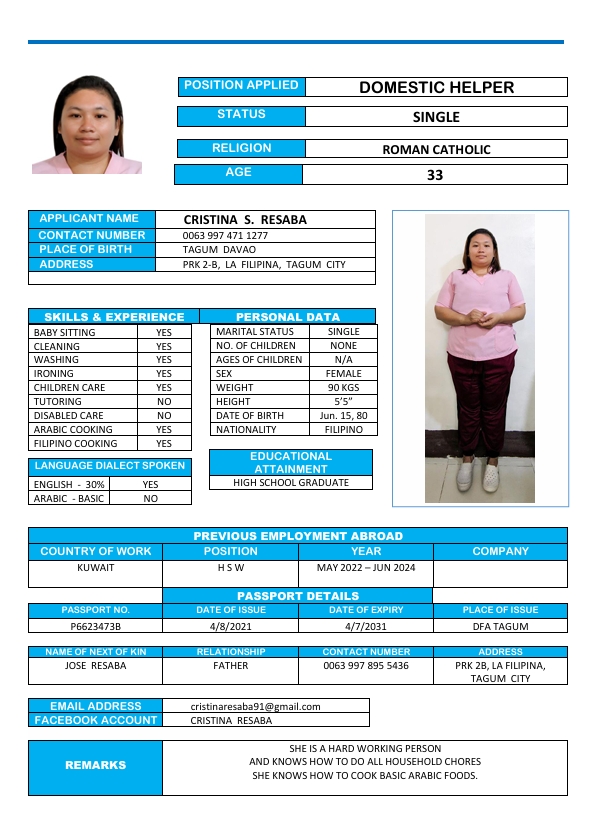 POSITION APPLIED DOMESTIC HELPER
STATUS SINGLE
RELIGION ROMAN CATHOLIC
AGE 33
APPLICANT NAME CRISTINA S. RESABA
CONTACT NUMBER 0063 997 471 1277
PLACE OF BIRTH TAGUM DAVAO
ADDRESS PRK 2-B, LA FILIPINA, TAGUM CITY
SKILLS & EXPERIENCE
BABY SITTING YES
CLEANING YES
WASHING YES
IRONING YES
CHILDREN CARE YES
TUTORING NO
DISABLED CARE NO
ARABIC COOKING YES
FILIPINO COOKING YES
LANGUAGE DIALECT SPOKEN
ENGLISH - 30% YES
ARABIC - BASIC NO
PERSONAL DATA
MARITAL STATUS SINGLE
NO. OF CHILDREN NONE
AGES OF CHILDREN N/A
SEX FEMALE
WEIGHT 90 KGS
HEIGHT 5’5”
DATE OF BIRTH Jun. 15, 80
NATIONALITY FILIPINO
EDUCATIONAL
ATTAINMENT
HIGH SCHOOL GRADUATE
PREVIOUS EMPLOYMENT ABROAD
COUNTRY OF WORK POSITION YEAR COMPANY
KUWAIT H S W MAY 2022 – JUN 2024
PASSPORT DETAILS
PASSPORT NO. DATE OF ISSUE DATE OF EXPIRY PLACE OF ISSUE
P6623473B 4/8/2021 4/7/2031 DFA TAGUM
NAME OF NEXT OF KIN RELATIONSHIP CONTACT NUMBER ADDRESS
JOSE RESABA FATHER 0063 997 895 5436 PRK 2B, LA FILIPINA,
TAGUM CITY
EMAIL ADDRESS cristinaresaba91@gmail.com
FACEBOOK ACCOUNT CRISTINA RESABA
REMARKS
SHE IS A HARD WORKING PERSON
AND KNOWS HOW TO DO ALL HOUSEHOLD CHORES
SHE KNOWS HOW TO COOK BASIC ARABIC FOODS.